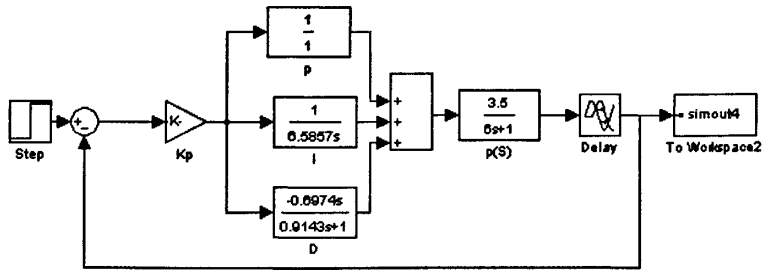 1
1
p
Step
+
-
K-
Kp
1
6.5857s
I
-0.6974s
0.9143s+1
D
+
+
+
3.5
6s+1
p(S)
Delay
simout4
To Workspace2